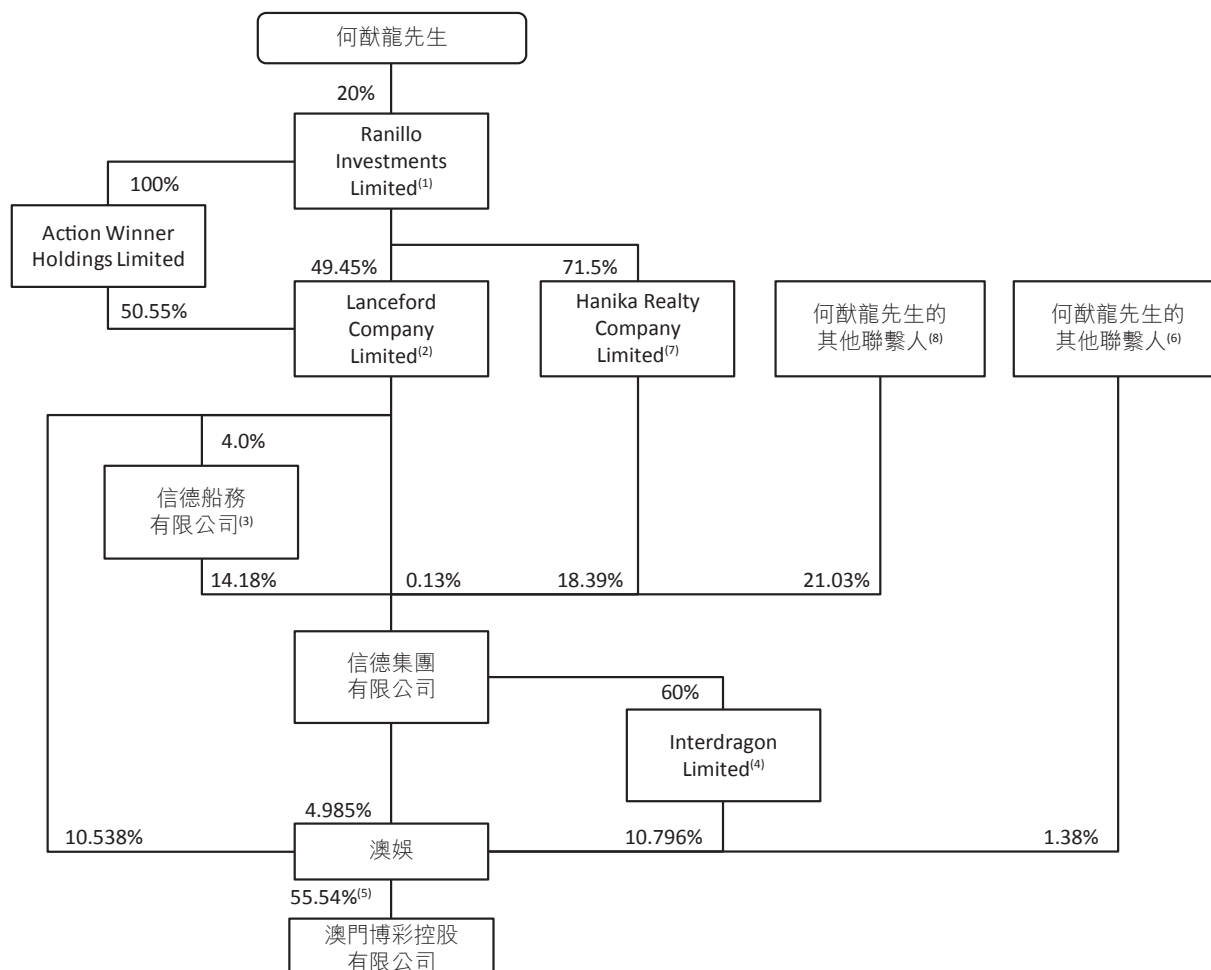 何猷龍先生
20%
Ranillo
Investments
Limited(1)
100%
Action Winner
Holdings Limited
49.45%
71.5%
50.55%
Lanceford
Company
Limited(2)
Hanika Realty
Company
Limited(7)
何猷龍先生的
其他聯繫人(8)
何猷龍先生的
其他聯繫人(6)
4.0%
信德船務
有限公司(3)
14.18%
0.13%
18.39%
21.03%
信德集團
有限公司
60%
Interdragon
Limited(4)
4.985%
10.538%
澳娛
10.796%
1.38%
55.54%(5)
澳門博彩控股
有限公司